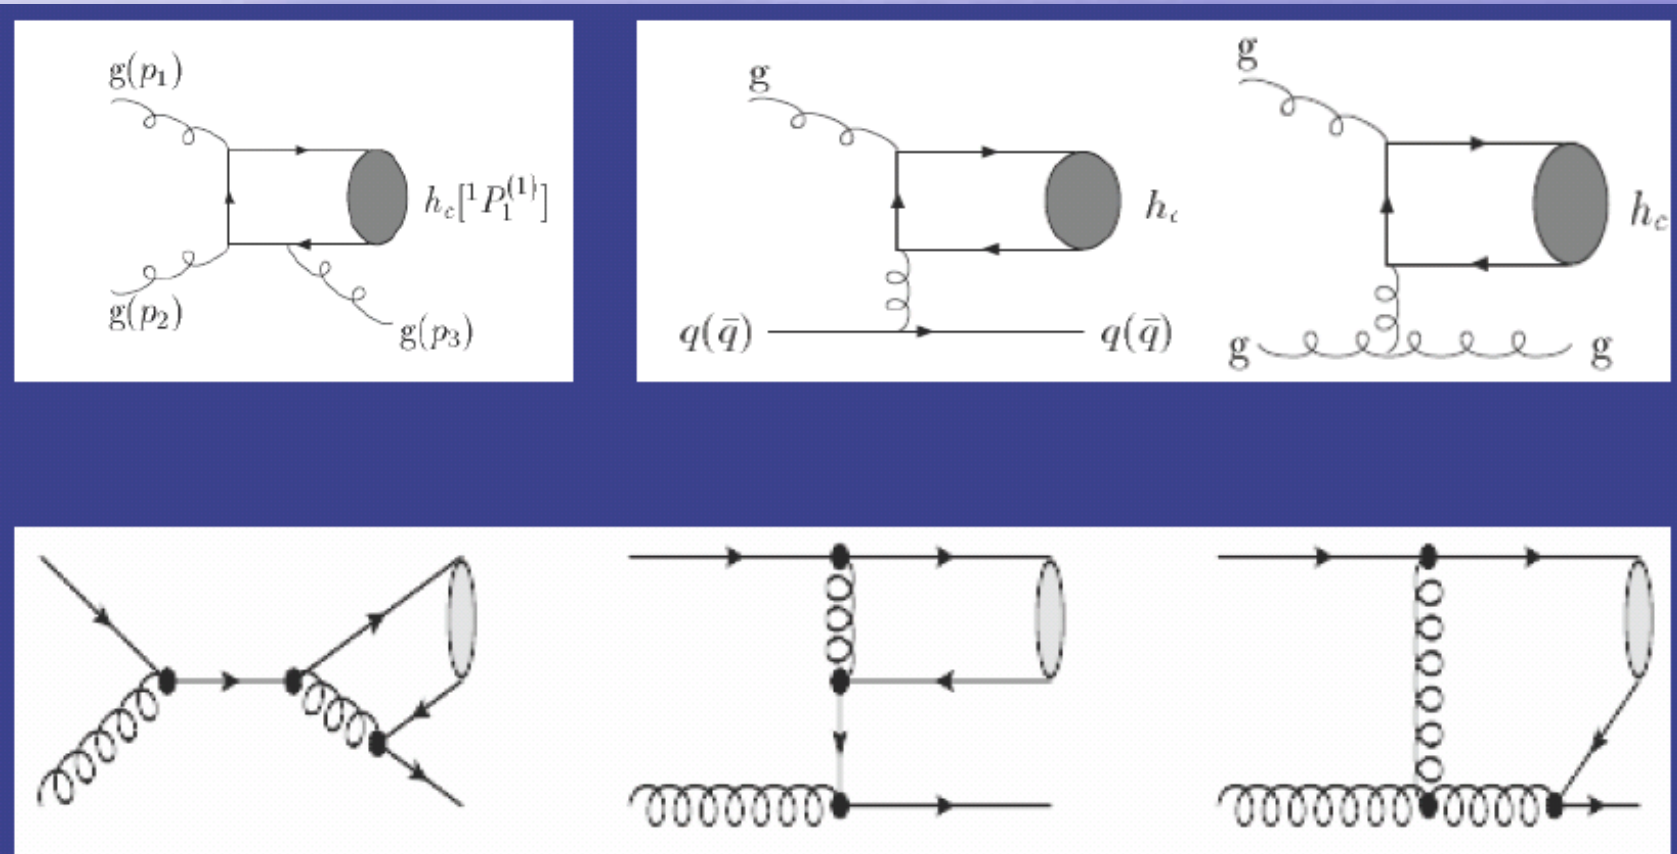 g(p₁)
h_c[¹P₁⁽¹⁾]
g(p₂)
g(p₃)
g
h_c
q(q̄)
q(q̄)
g
h_c
g
g